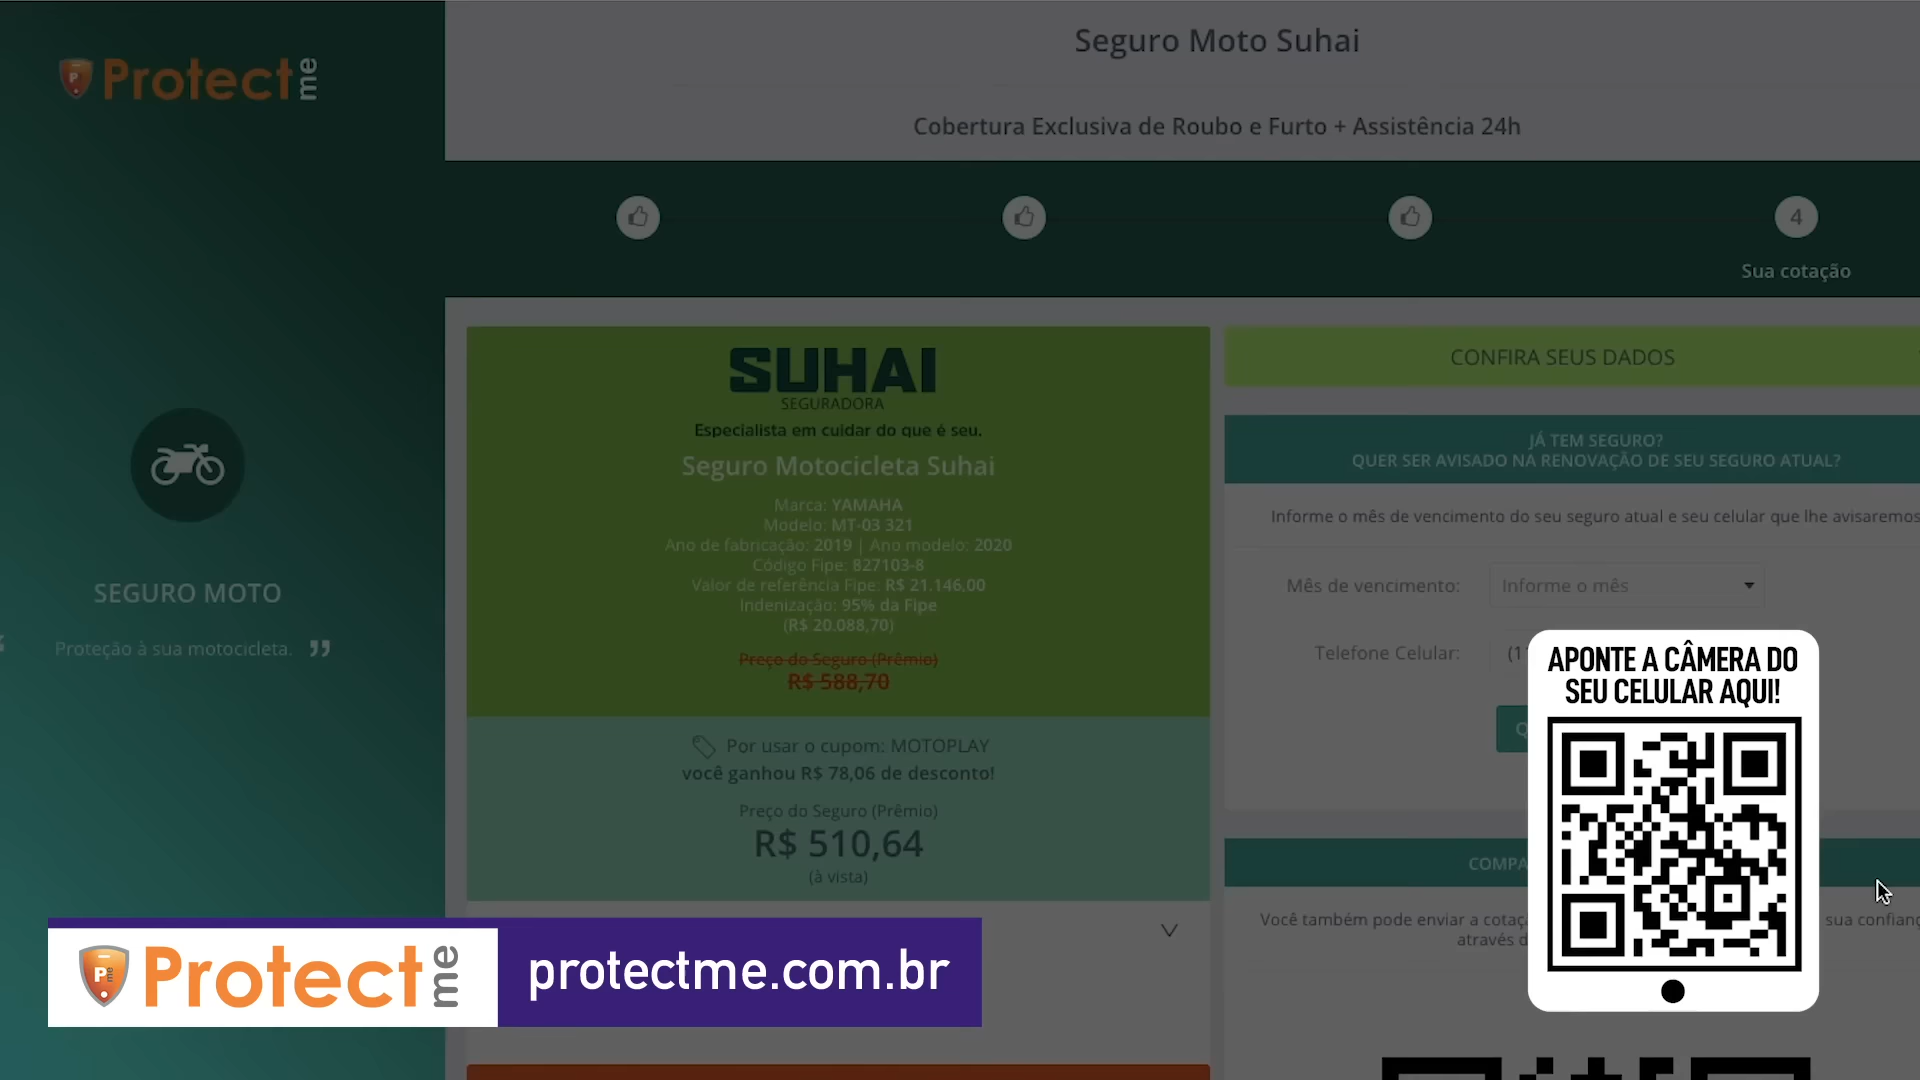 Protect me
Seguro Moto Suhai
Cobertura Exclusiva de Roubo e Furto + Assistência 24h
4
Sua cotação
SUHAI
SEGURADORA
Especialista em cuidar do que é seu.
Seguro Motocicleta Suhai
Marca: YAMAHA
Modelo: MT-03 321
Ano de fabricação: 2019 | Ano modelo: 2020
Código Fipe: 827103-8
Valor de referência Fipe: R$ 21.146,00
Indenização: 95% da Fipe
(R$ 20.088,70)
Preço do Seguro (Prêmio)
R$ 588,70
Por usar o cupom: MOTOPLAY
você ganhou R$ 78,06 de desconto!
Preço do Seguro (Prêmio)
R$ 510,64
(à vista)
SEGURO MOTO
Proteção à sua motocicleta. ”
CONFIRA SEUS DADOS
JÁ TEM SEGURO?
QUER SER AVISADO NA RENOVAÇÃO DE SEU SEGURO ATUAL?
Informe o mês de vencimento do seu seguro atual e seu celular que lhe avisaremos
Mês de vencimento: Informe o mês
Telefone Celular: (1
Q
APONTE A CÂMERA DO
SEU CELULAR AQUI!
COMPA
Você também pode enviar a cotaç sua confian
através d
Protect me
protectme.com.br